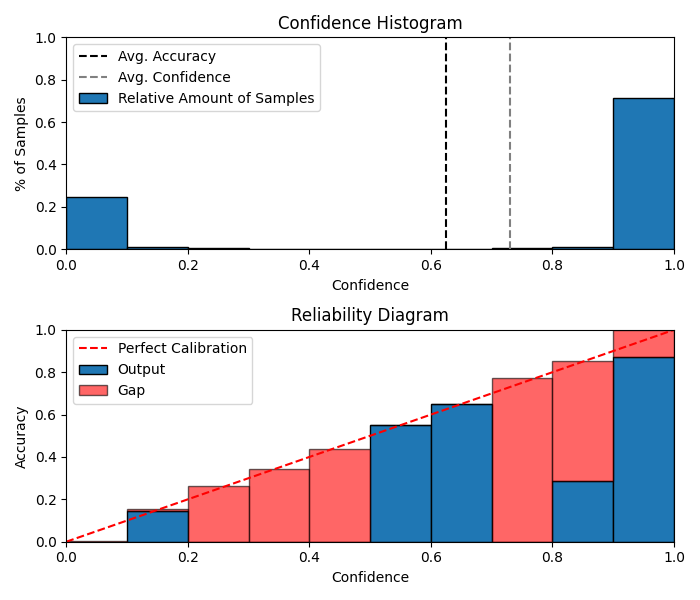 Confidence Histogram
1.0
0.8
0.6
0.4
0.2
0.0
% of Samples
Avg. Accuracy
Avg. Confidence
Relative Amount of Samples
0.0 0.2 0.4 0.6 0.8 1.0
Confidence
Reliability Diagram
1.0
0.8
0.6
0.4
0.2
0.0
Accuracy
Perfect Calibration
Output
Gap
0.0 0.2 0.4 0.6 0.8 1.0
Confidence